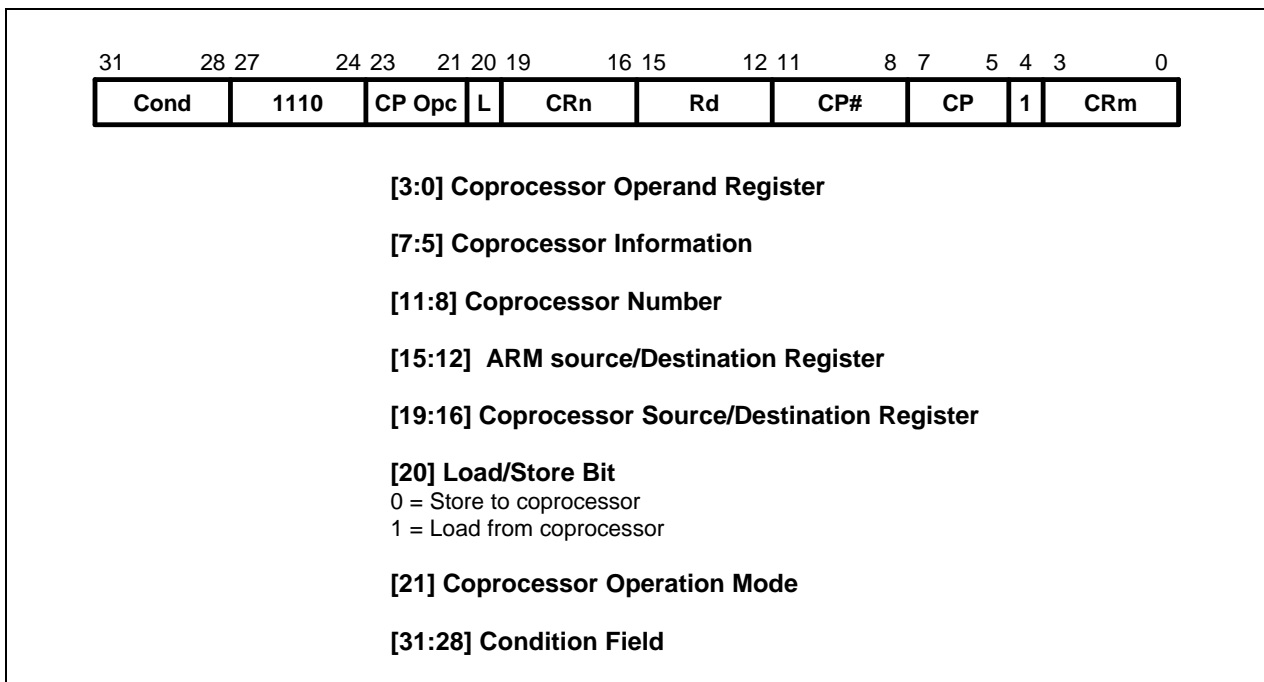 31 28 27 24 23 21 20 19 16 15 12 11 8 7 5 4 3 0
Cond 1110 CP Opc L CRn Rd CP# CP 1 CRm
[3:0] Coprocessor Operand Register
[7:5] Coprocessor Information
[11:8] Coprocessor Number
[15:12] ARM source/Destination Register
[19:16] Coprocessor Source/Destination Register
[20] Load/Store Bit
0 = Store to coprocessor
1 = Load from coprocessor
[21] Coprocessor Operation Mode
[31:28] Condition Field